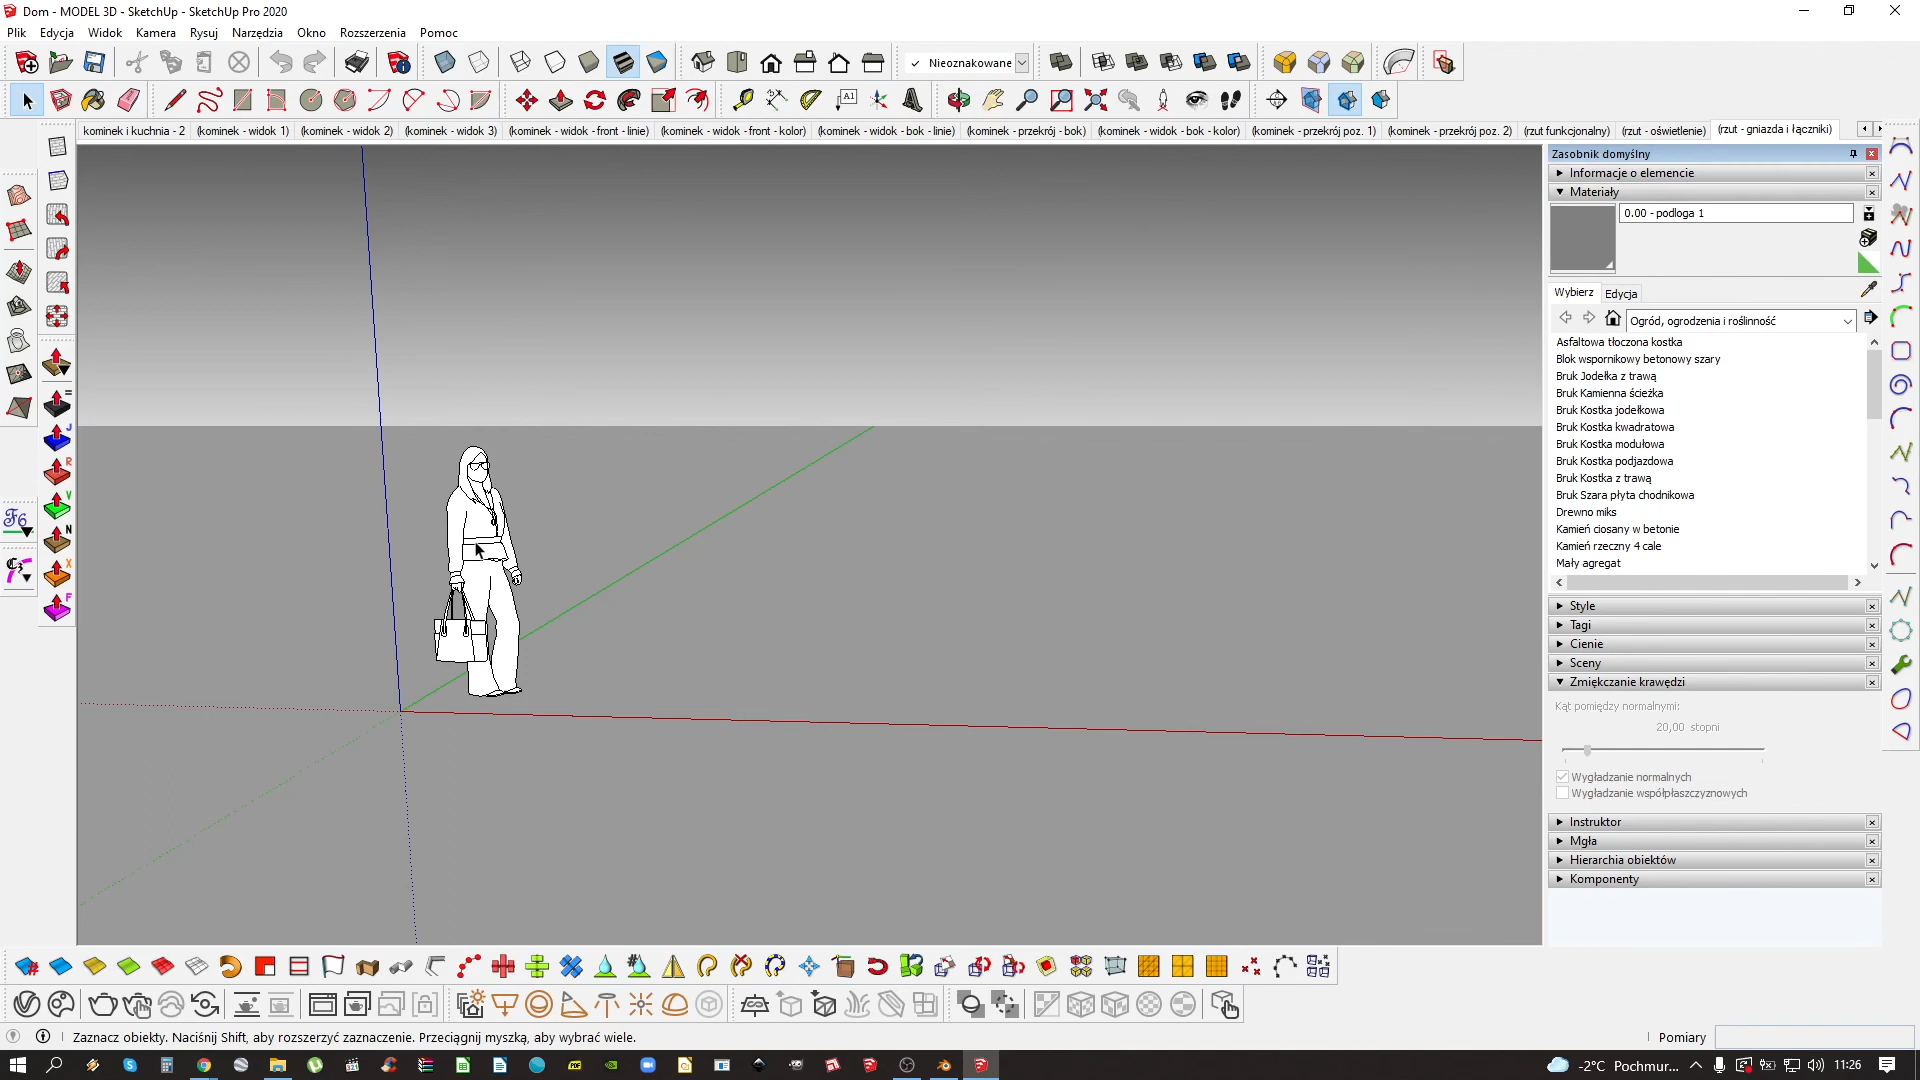 Dom - MODEL 3D - SketchUp - SketchUp Pro 2020
Plik Edycja Widok Kamera Rysuj Narzędzia Okno Rozszerzenia Pomoc
Nieoznakowane
A1
kominek i kuchnia - 2 (kominek - widok 1) (kominek - widok 2) (kominek - widok 3) (kominek - widok - front - linie) (kominek - widok - front - kolor) (kominek - widok - bok - linie) (kominek - przekrój - bok) (kominek - widok - bok - kolor) (kominek - przekrój poz. 1) (kominek - przekrój poz. 2) (rzut funkcjonalny) (rzut - oświetlenie) (rzut - gniazda i łączniki)
Zasobnik domyślny
Informacje o elemencie
Materiały
0.00 - podloga 1
Wybierz Edycja
Ogród, ogrodzenia i roślinność
Asfaltowa tłoczona kostka
Blok wspornikowy betonowy szary
Bruk Jodełka z trawą
Bruk Kamienna ścieżka
Bruk Kostka jodełkowa
Bruk Kostka kwadratowa
Bruk Kostka modułowa
Bruk Kostka podjazdowa
Bruk Kostka z trawą
Bruk Szara płyta chodnikowa
Drewno miks
Kamień ciosany w betonie
Kamień rzeczny 4 cale
Mały agregat
Style
Tagi
Cienie
Sceny
Zmiękczanie krawędzi
Kąt pomiędzy normalnymi:
20,00 stopni
Wygładzanie normalnych
Wygładzanie współpłaszczyznowych
Instruktor
Mgła
Hierarchia obiektów
Komponenty
J
R
V
N
X
F
F6
Zaznacz obiekty. Naciśnij Shift, aby rozszerzyć zaznaczenie. Przeciągnij myszką, aby wybrać wiele.
Pomiary
-2°C Pochmur... 11:26